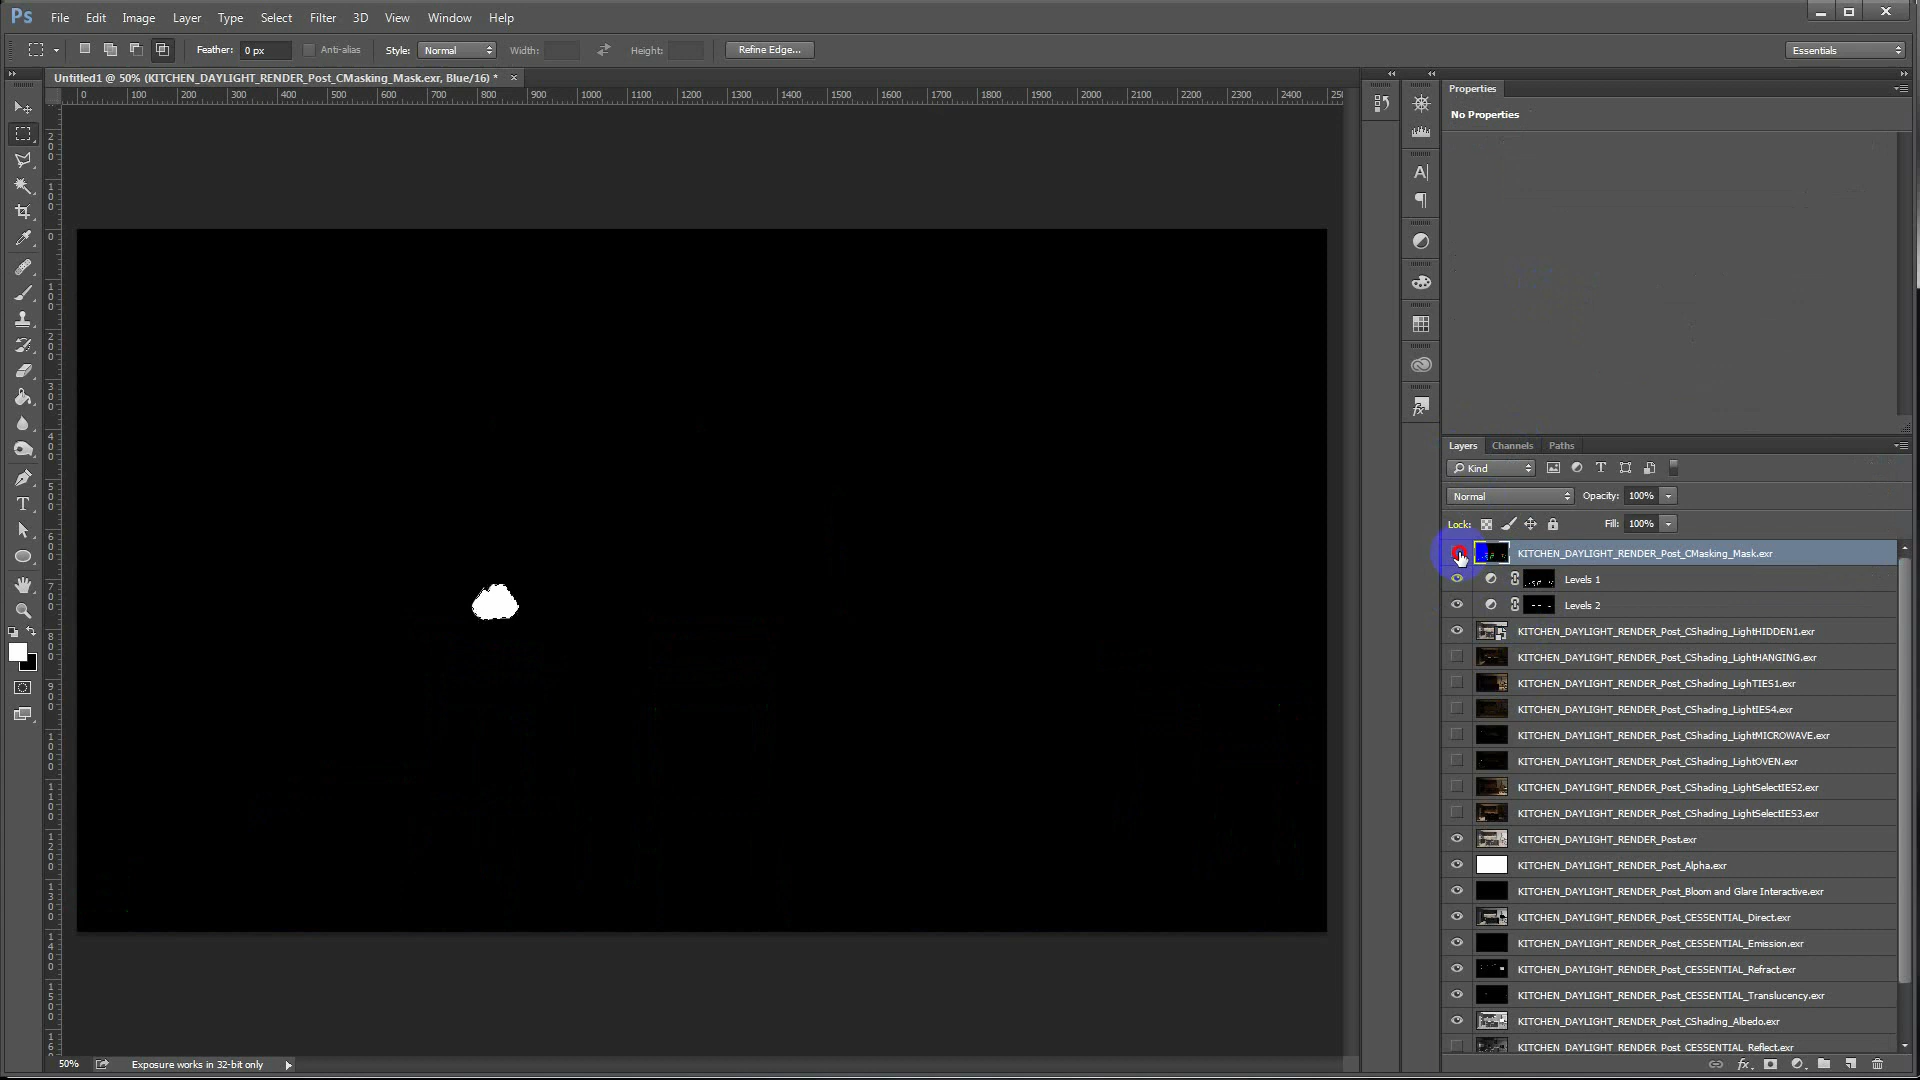 Ps File Edit Image Layer Type Select Filter 3D View Window Help
Feather: 0 px Anti-alias Style: Normal Width: Height: Refine Edge... Essentials
Untitled1 @ 50% (KITCHEN_DAYLIGHT_RENDER_Post_CMasking_Mask.exr, Blue/16) * ×
0 100 200 300 400 500 600 700 800 900 1000 1100 1200 1300 1400 1500 1600 1700 1800 1900 2000 2100 2200 2300 2400
Properties
No Properties
Layers Channels Paths
Kind
Normal Opacity: 100%
Lock: Fill: 100%
KITCHEN_DAYLIGHT_RENDER_Post_CMasking_Mask.exr
Levels 1
Levels 2
KITCHEN_DAYLIGHT_RENDER_Post_CShading_LightHIDDEN1.exr
KITCHEN_DAYLIGHT_RENDER_Post_CShading_LightHANGING.exr
KITCHEN_DAYLIGHT_RENDER_Post_CShading_LighTIES1.exr
KITCHEN_DAYLIGHT_RENDER_Post_CShading_LightIES4.exr
KITCHEN_DAYLIGHT_RENDER_Post_CShading_LightMICROWAVE.exr
KITCHEN_DAYLIGHT_RENDER_Post_CShading_LightOVEN.exr
KITCHEN_DAYLIGHT_RENDER_Post_CShading_LightSelectIES2.exr
KITCHEN_DAYLIGHT_RENDER_Post_CShading_LightSelectIES3.exr
KITCHEN_DAYLIGHT_RENDER_Post.exr
KITCHEN_DAYLIGHT_RENDER_Post_Alpha.exr
KITCHEN_DAYLIGHT_RENDER_Post_Bloom and Glare Interactive.exr
KITCHEN_DAYLIGHT_RENDER_Post_CESSENTIAL_Direct.exr
KITCHEN_DAYLIGHT_RENDER_Post_CESSENTIAL_Emission.exr
KITCHEN_DAYLIGHT_RENDER_Post_CESSENTIAL_Refract.exr
KITCHEN_DAYLIGHT_RENDER_Post_CESSENTIAL_Translucency.exr
KITCHEN_DAYLIGHT_RENDER_Post_CShading_Albedo.exr
KITCHEN_DAYLIGHT_RENDER_Post_CESSENTIAL_Reflect.exr
50% Exposure works in 32-bit only